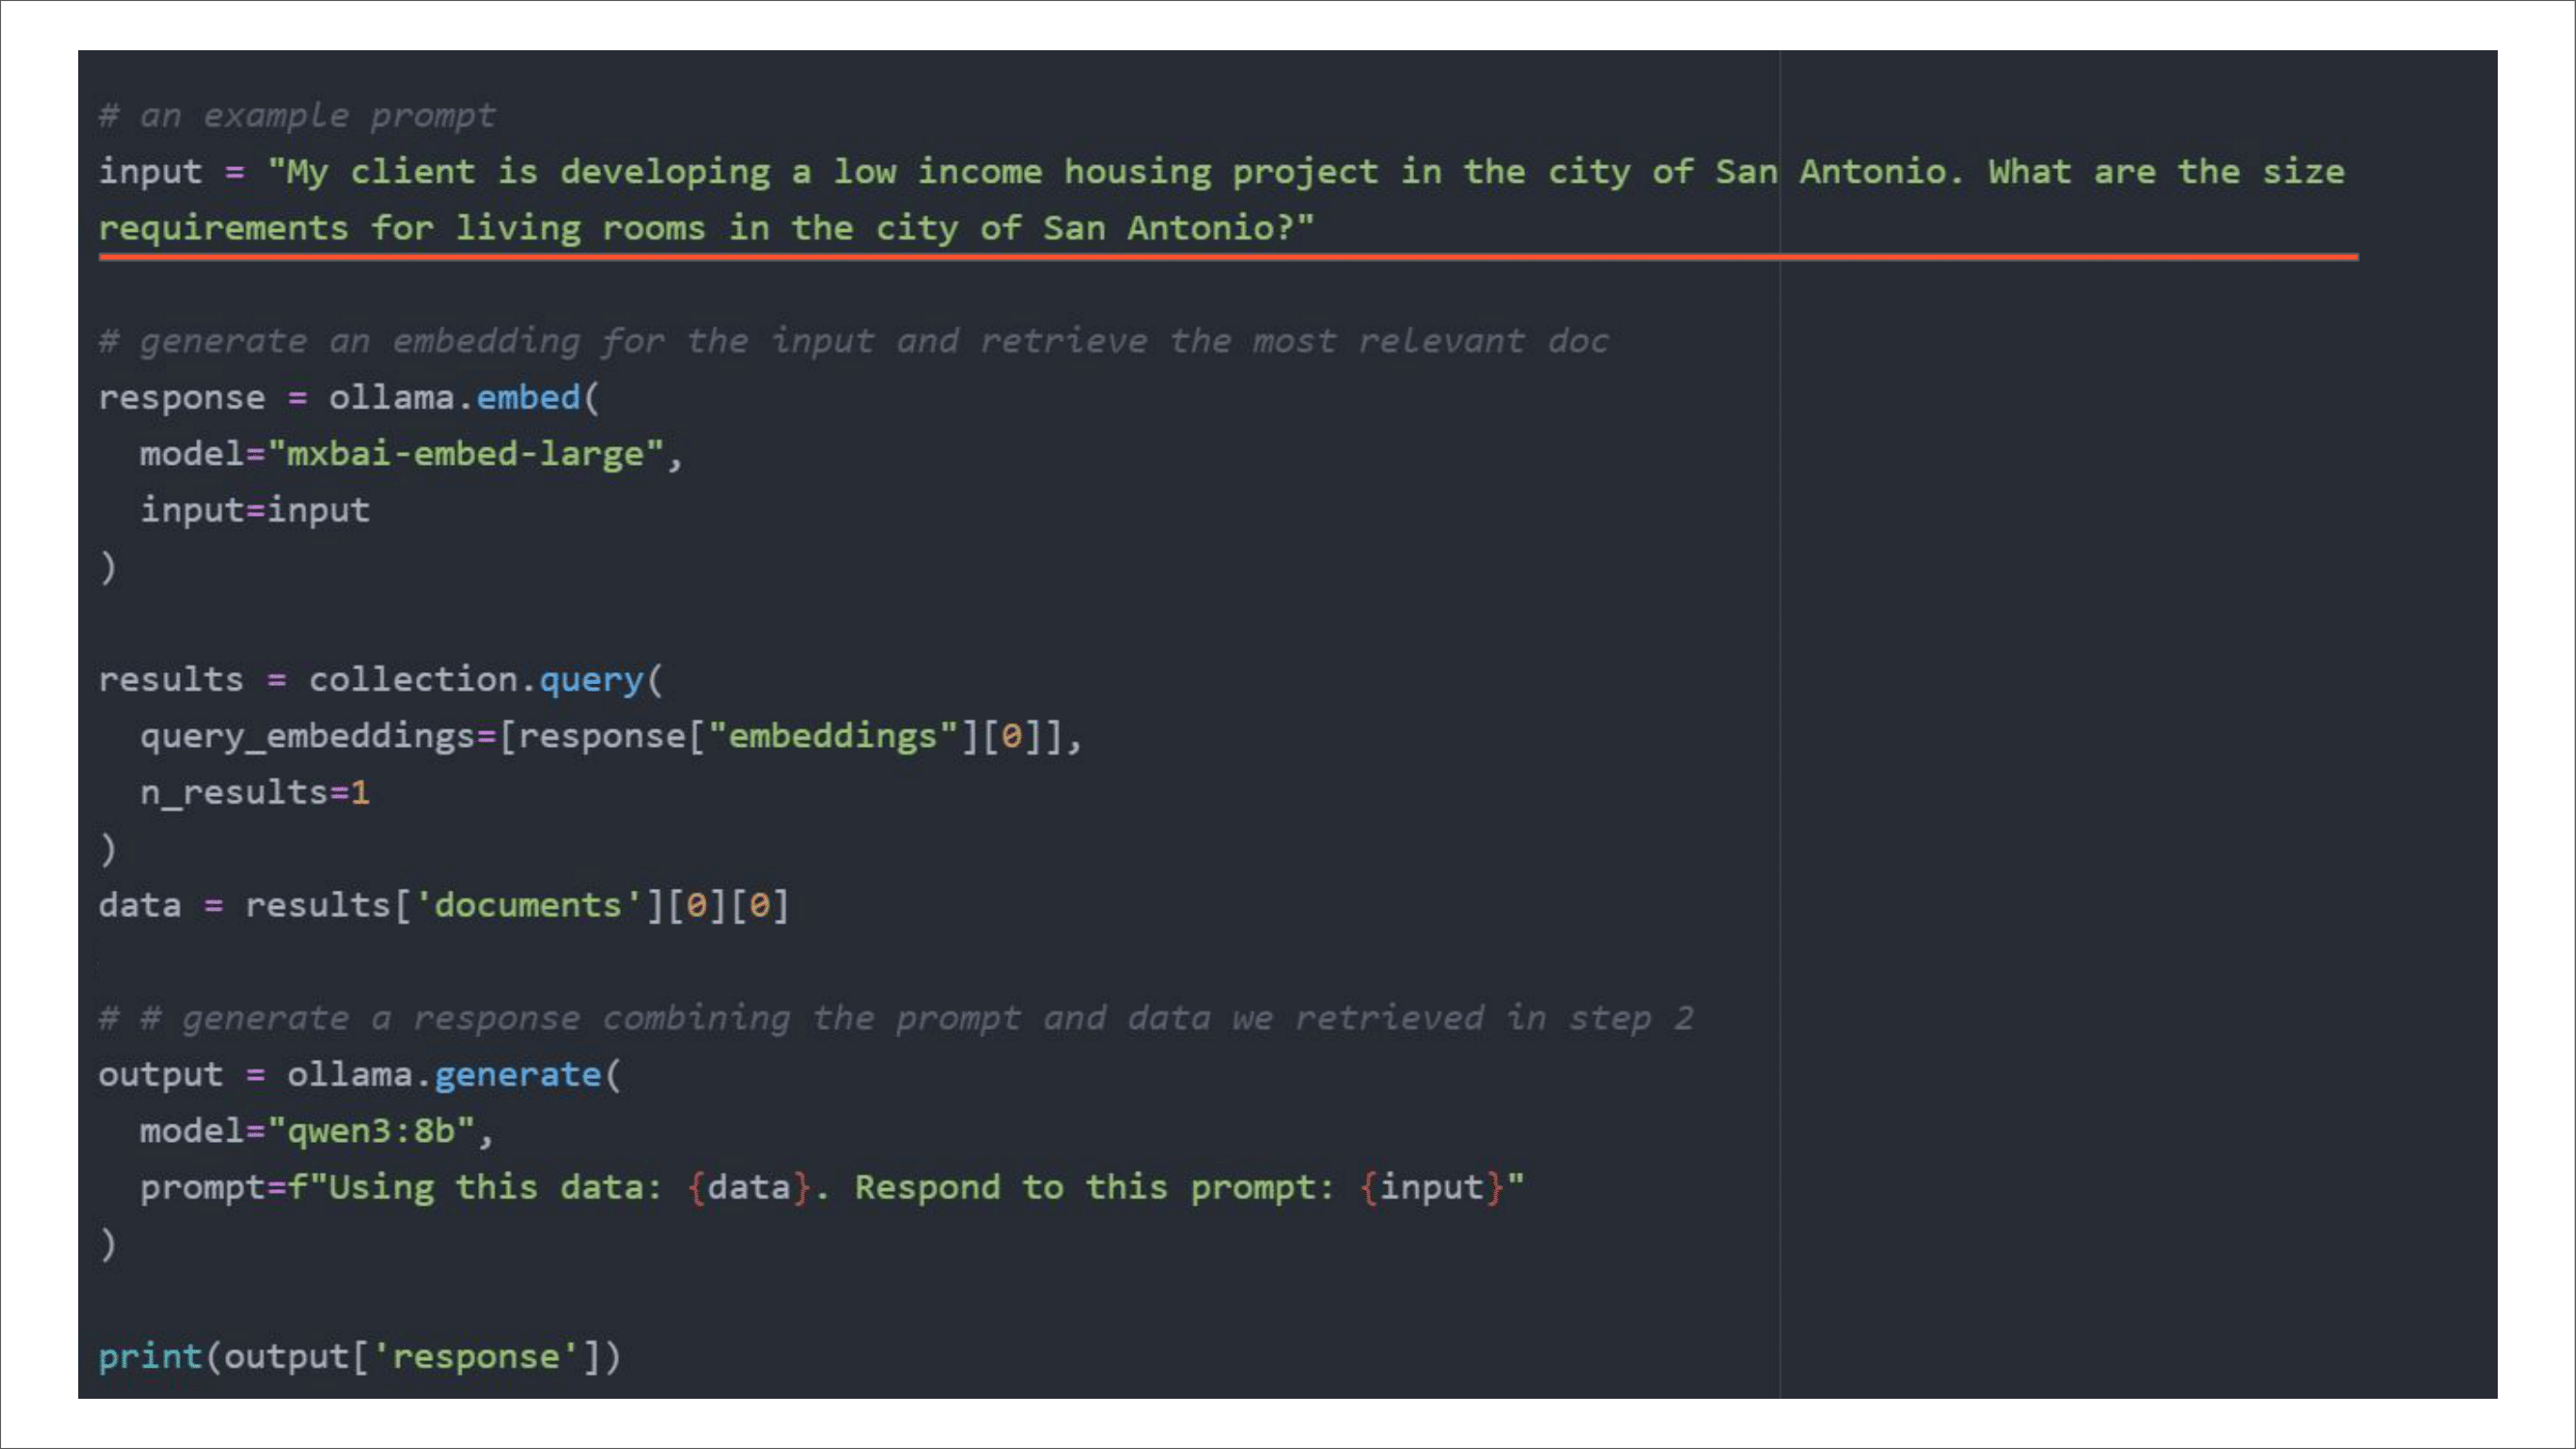 # an example prompt
input = "My client is developing a low income housing project in the city of San Antonio. What are the size
requirements for living rooms in the city of San Antonio?"
# generate an embedding for the input and retrieve the most relevant doc
response = ollama.embed(
  model="mxbai-embed-large",
  input=input
)
results = collection.query(
  query_embeddings=[response["embeddings"][0]],
  n_results=1
)
data = results['documents'][0][0]
# # generate a response combining the prompt and data we retrieved in step 2
output = ollama.generate(
  model="qwen3:8b",
  prompt=f"Using this data: {data}. Respond to this prompt: {input}"
)
print(output['response'])